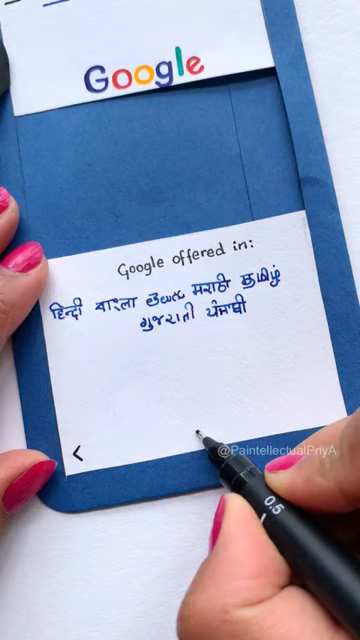 Google
Google offered in:
हिन्दी বাংলা తెలుగు मराठी தமிழ்
ગુજરાતી ਪੰਜਾਬੀ
<
@PaintellectualPriyA
0.5